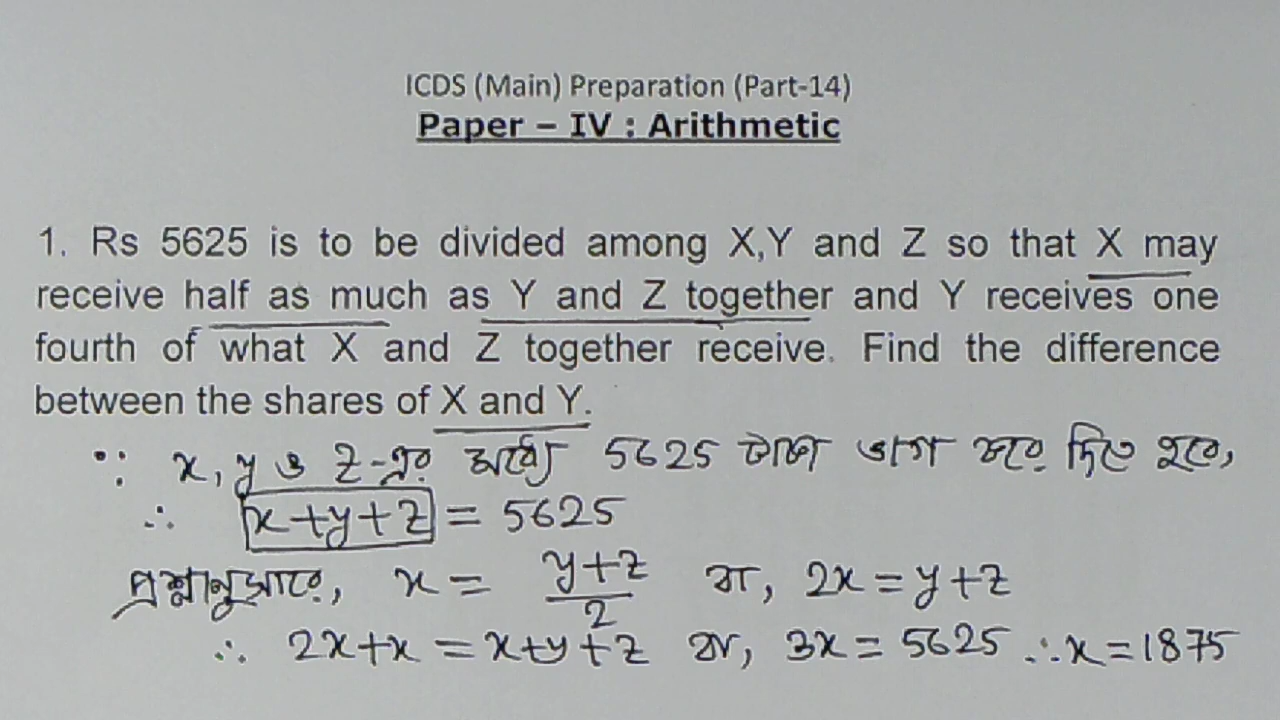 ICDS (Main) Preparation (Part-14)
Paper – IV : Arithmetic
1. Rs 5625 is to be divided among X,Y and Z so that X may
receive half as much as Y and Z together and Y receives one
fourth of what X and Z together receive. Find the difference
between the shares of X and Y.
∵ x, y ও z-এর মধ্যে 5625 টাকা ভাগ করে দিতে হবে,
∴ x+y+z = 5625
প্রশ্নানুসারে, x = (y+z)/2 বা, 2x = y+z
∴ 2x+x = x+y+z বা, 3x = 5625 ∴ x = 1875